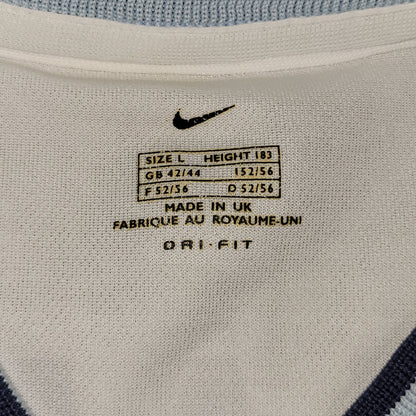 SIZE L HEIGHT 183
GB 42/44 I 52/56
F 52/56 D 52/56
MADE IN UK
FABRIQUE AU ROYAUME-UNI
DRI-FIT